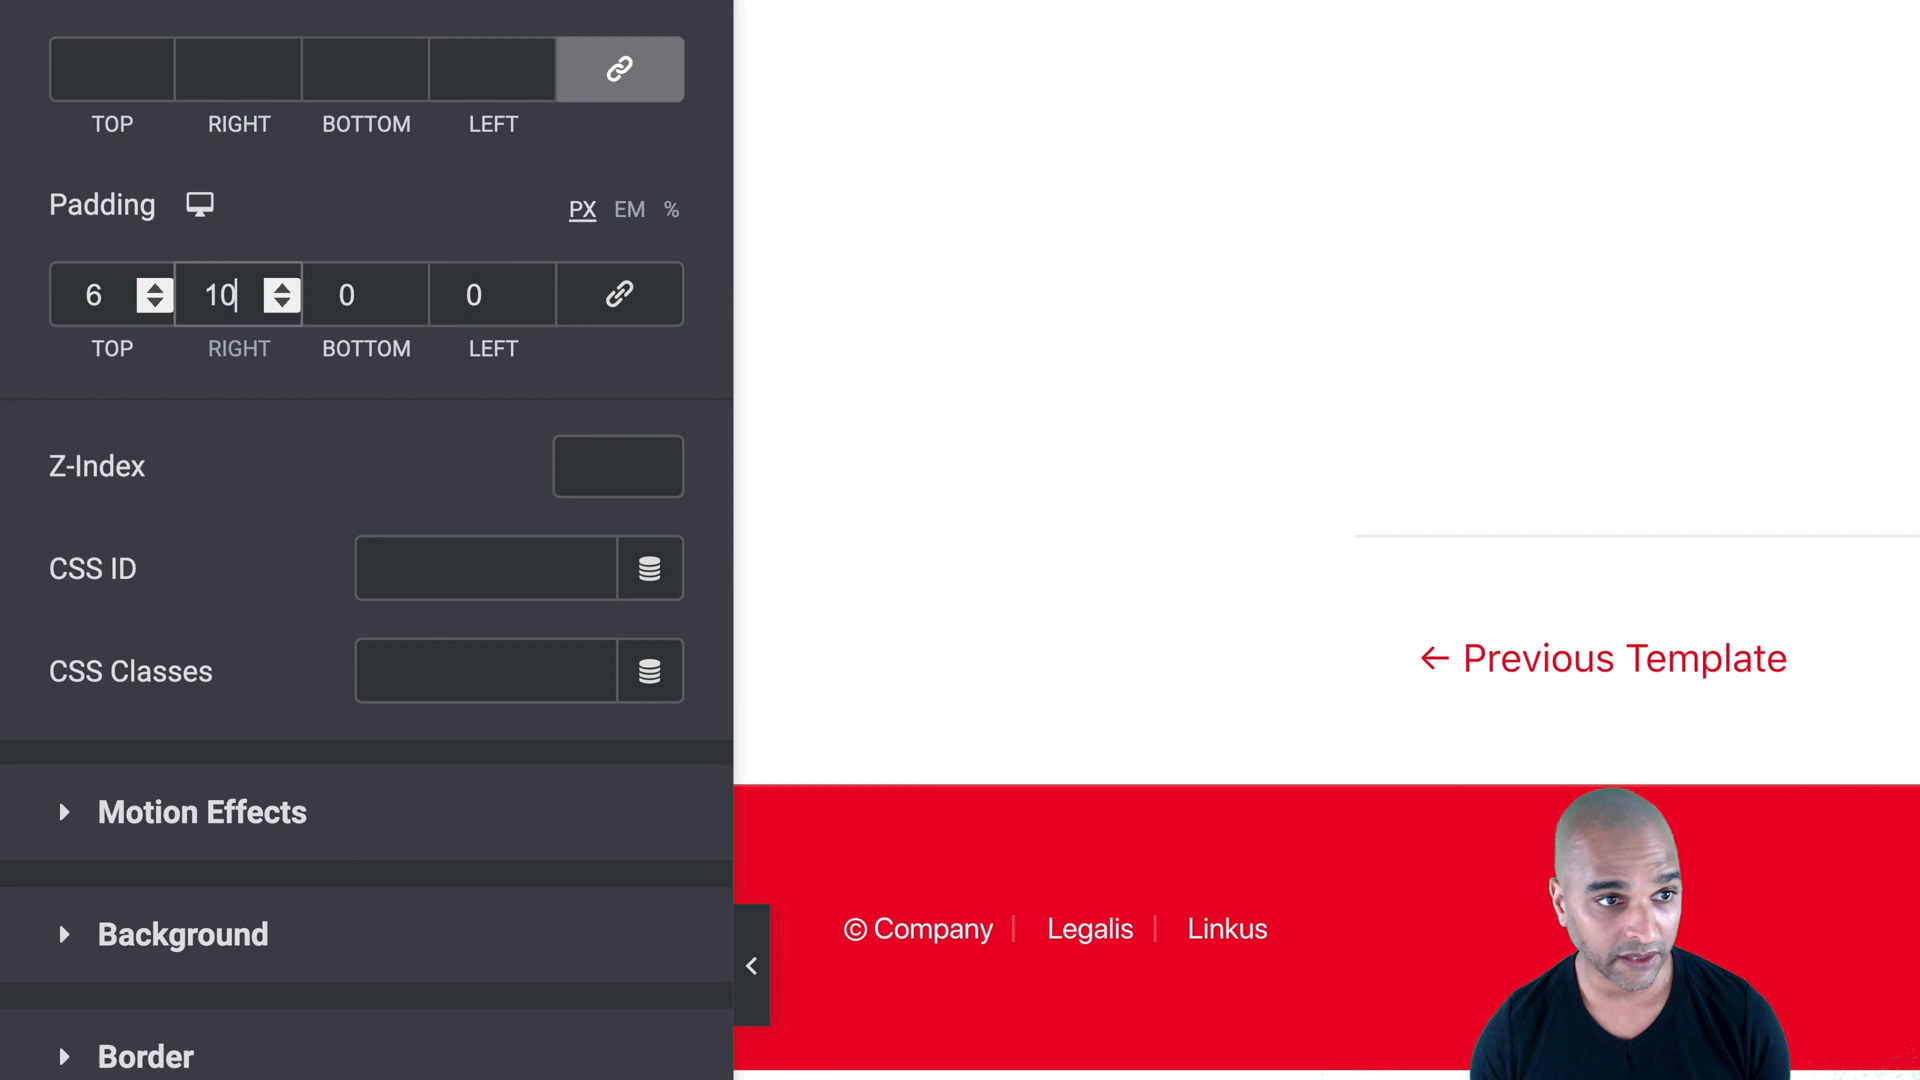 TOP RIGHT BOTTOM LEFT
Padding PX EM %
6 10 0 0
TOP RIGHT BOTTOM LEFT
Z-Index
CSS ID
CSS Classes
← Previous Template
Motion Effects
Background
© Company | Legalis | Linkus
Border